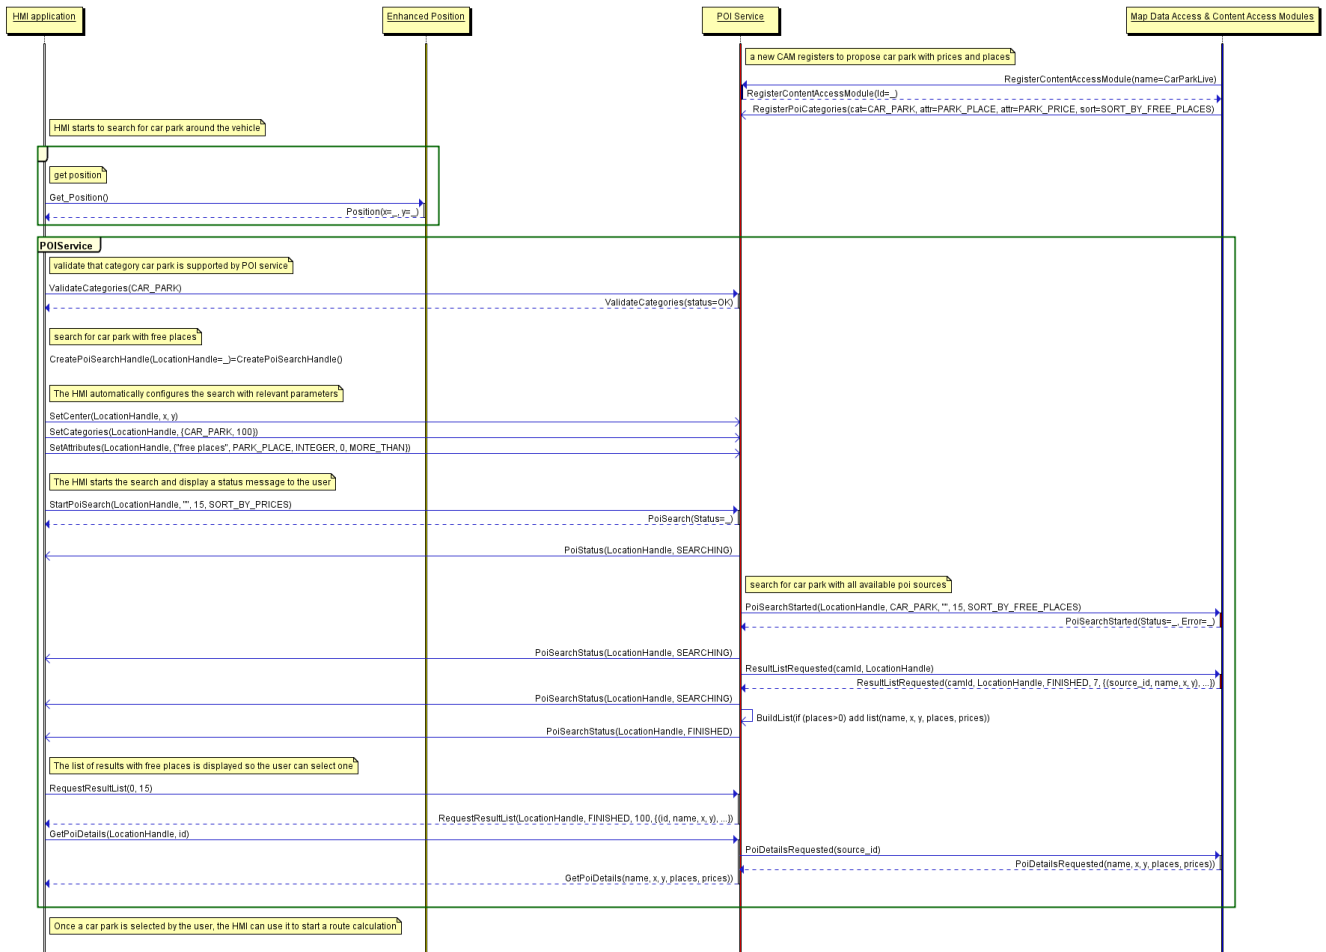 HMI application
Enhanced Position
POI Service
Map Data Access & Content Access Modules
a new CAM registers to propose car park with prices and places
RegisterContentAccessModule(name=CarParkLive)
RegisterContentAccessModule(Id=_)
RegisterPoiCategories(cat=CAR_PARK, attr=PARK_PLACE, attr=PARK_PRICE, sort=SORT_BY_FREE_PLACES)
HMI starts to search for car park around the vehicle
get position
Get_Position()
Position(x=_, y=_)
POIService
validate that category car park is supported by POI service
ValidateCategories(CAR_PARK)
ValidateCategories(status=OK)
search for car park with free places
CreatePoiSearchHandle(LocationHandle=_)=CreatePoiSearchHandle()
The HMI automatically configures the search with relevant parameters
SetCenter(LocationHandle, x, y)
SetCategories(LocationHandle, {CAR_PARK, 100})
SetAttributes(LocationHandle, {"free places", PARK_PLACE, INTEGER, 0, MORE_THAN})
The HMI starts the search and display a status message to the user
StartPoiSearch(LocationHandle, "", 15, SORT_BY_PRICES)
PoiSearch(Status=_)
PoiStatus(LocationHandle, SEARCHING)
search for car park with all available poi sources
PoiSearchStarted(LocationHandle, CAR_PARK, "", 15, SORT_BY_FREE_PLACES)
PoiSearchStarted(Status=_, Error=_)
PoiSearchStatus(LocationHandle, SEARCHING)
ResultListRequested(camId, LocationHandle)
ResultListRequested(camId, LocationHandle, FINISHED, 7, {(source_id, name, x, y), ...})
PoiSearchStatus(LocationHandle, SEARCHING)
BuildList(if (places>0) add list(name, x, y, places, prices))
PoiSearchStatus(LocationHandle, FINISHED)
The list of results with free places is displayed so the user can select one
RequestResultList(0, 15)
RequestResultList(LocationHandle, FINISHED, 100, {(id, name, x, y), ...})
GetPoiDetails(LocationHandle, id)
PoiDetailsRequested(source_id)
PoiDetailsRequested(name, x, y, places, prices))
GetPoiDetails(name, x, y, places, prices))
Once a car park is selected by the user, the HMI can use it to start a route calculation